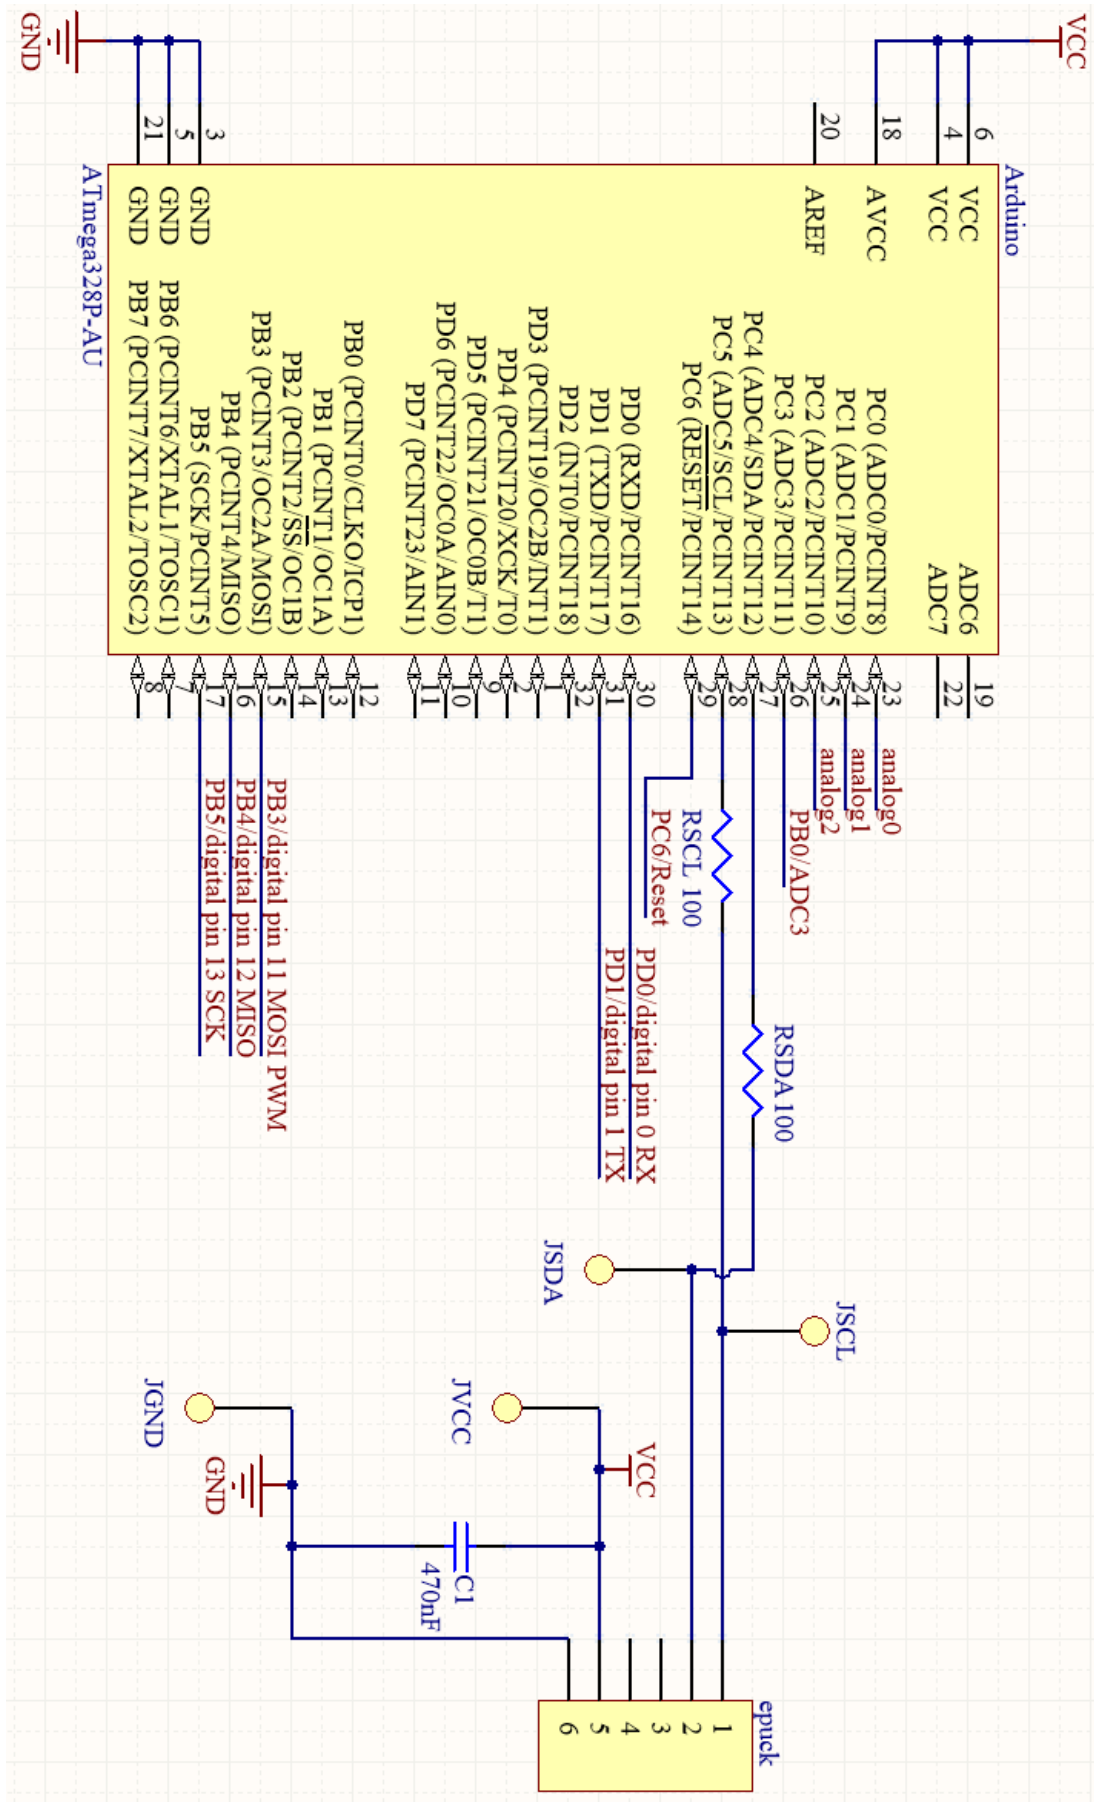 VCC
GND
Arduino
ATmega328P-AU
6
4
18
20
3
5
21
VCC
VCC
AVCC
AREF
GND
GND
GND
ADC6
ADC7
PC0 (ADC0/PCINT8)
PC1 (ADC1/PCINT9)
PC2 (ADC2/PCINT10)
PC3 (ADC3/PCINT11)
PC4 (ADC4/SDA/PCINT12)
PC5 (ADC5/SCL/PCINT13)
PC6 (RESET/PCINT14)
PD0 (RXD/PCINT16)
PD1 (TXD/PCINT17)
PD2 (INT0/PCINT18)
PD3 (PCINT19/OC2B/INT1)
PD4 (PCINT20/XCK/T0)
PD5 (PCINT21/OC0B/T1)
PD6 (PCINT22/OC0A/AIN0)
PD7 (PCINT23/AIN1)
PB0 (PCINT0/CLKO/ICP1)
PB1 (PCINT1/OC1A)
PB2 (PCINT2/SS/OC1B)
PB3 (PCINT3/OC2A/MOSI)
PB4 (PCINT4/MISO)
PB5 (SCK/PCINT5)
PB6 (PCINT6/XTAL1/TOSC1)
PB7 (PCINT7/XTAL2/TOSC2)
19
22
23
24
25
26
27
28
29
30
31
32
1
2
9
10
11
12
13
14
15
16
17
7
8
analog0
analog1
analog2
PB0/ADC3
RSCL 100
PC6/Reset
RSDA 100
PD0/digital pin 0 RX
PD1/digital pin 1 TX
PB3/digital pin 11 MOSI PWM
PB4/digital pin 12 MISO
PB5/digital pin 13 SCK
JSCL
JSDA
JVCC
VCC
JGND
GND
C1
470nF
epuck
1
2
3
4
5
6